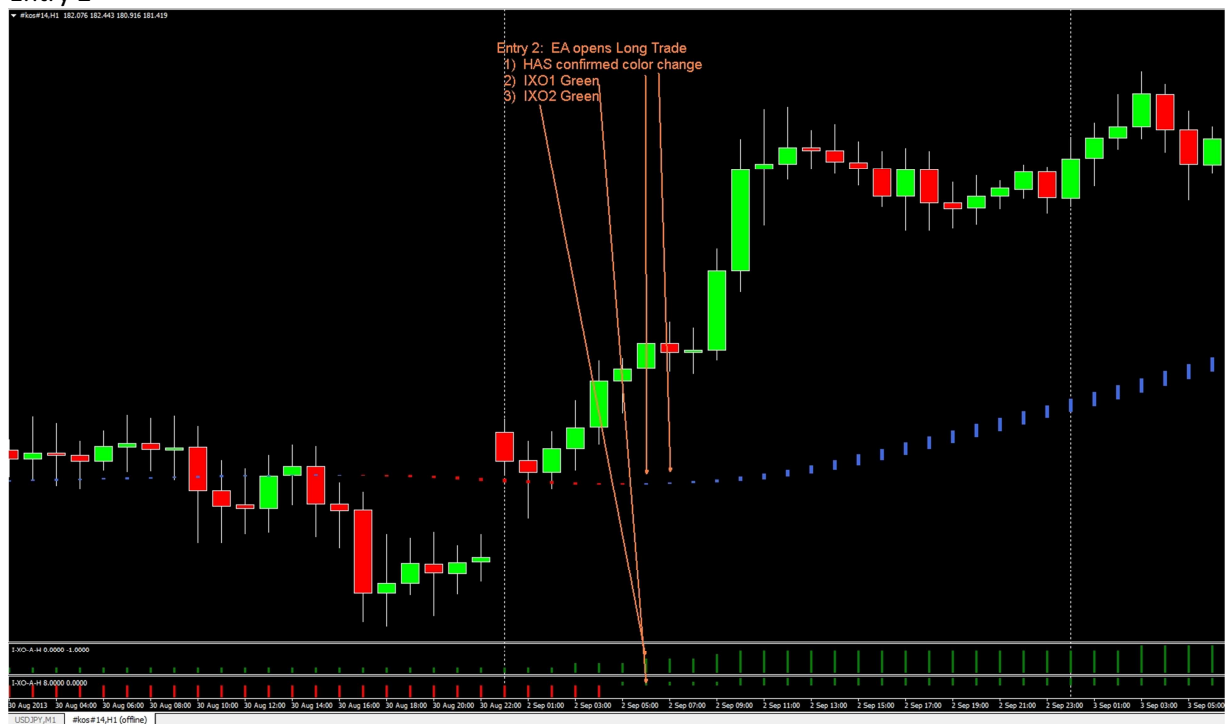 #kos#14,H1 182.076 182.443 180.916 181.419
Entry 2: EA opens Long Trade
1) HAS confirmed color change
2) IXO1 Green
3) IXO2 Green
I-XO-A-H 0.0000 -1.0000
I-XO-A-H 8.0000 0.0000
30 Aug 2013 30 Aug 04:00 30 Aug 06:00 30 Aug 08:00 30 Aug 10:00 30 Aug 12:00 30 Aug 14:00 30 Aug 16:00 30 Aug 18:00 30 Aug 20:00 30 Aug 22:00 2 Sep 01:00 2 Sep 03:00 2 Sep 05:00 2 Sep 07:00 2 Sep 09:00 2 Sep 11:00 2 Sep 13:00 2 Sep 15:00 2 Sep 17:00 2 Sep 19:00 2 Sep 21:00 2 Sep 23:00 3 Sep 01:00 3 Sep 03:00 3 Sep 05:00
USDJPY,M1 #kos#14,H1 (offline)